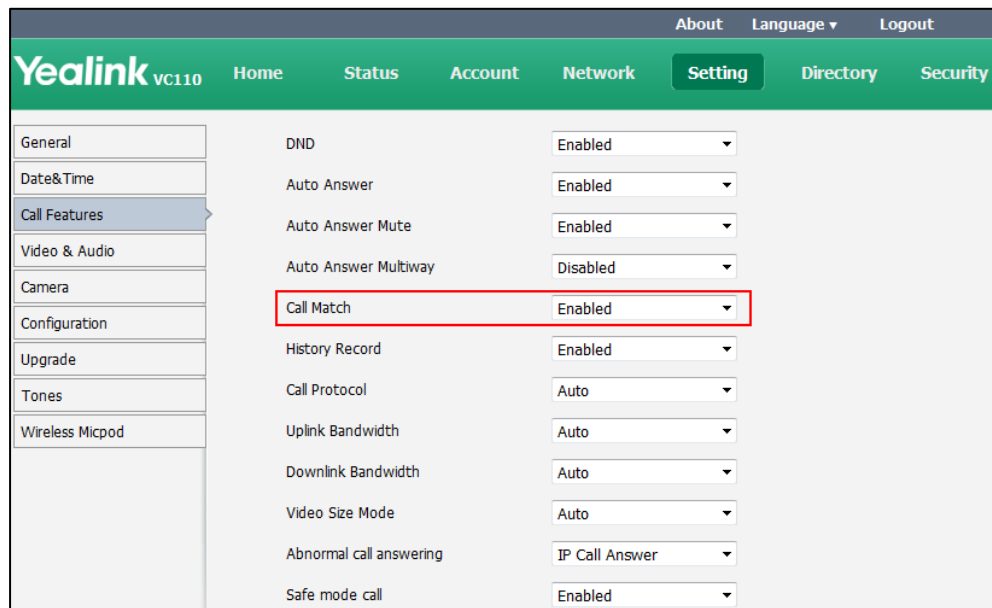 About Language ▾ Logout
Yealink VC110 Home Status Account Network Setting Directory Security
General
Date&Time
Call Features
Video & Audio
Camera
Configuration
Upgrade
Tones
Wireless Micpod
DND Enabled
Auto Answer Enabled
Auto Answer Mute Enabled
Auto Answer Multiway Disabled
Call Match Enabled
History Record Enabled
Call Protocol Auto
Uplink Bandwidth Auto
Downlink Bandwidth Auto
Video Size Mode Auto
Abnormal call answering IP Call Answer
Safe mode call Enabled